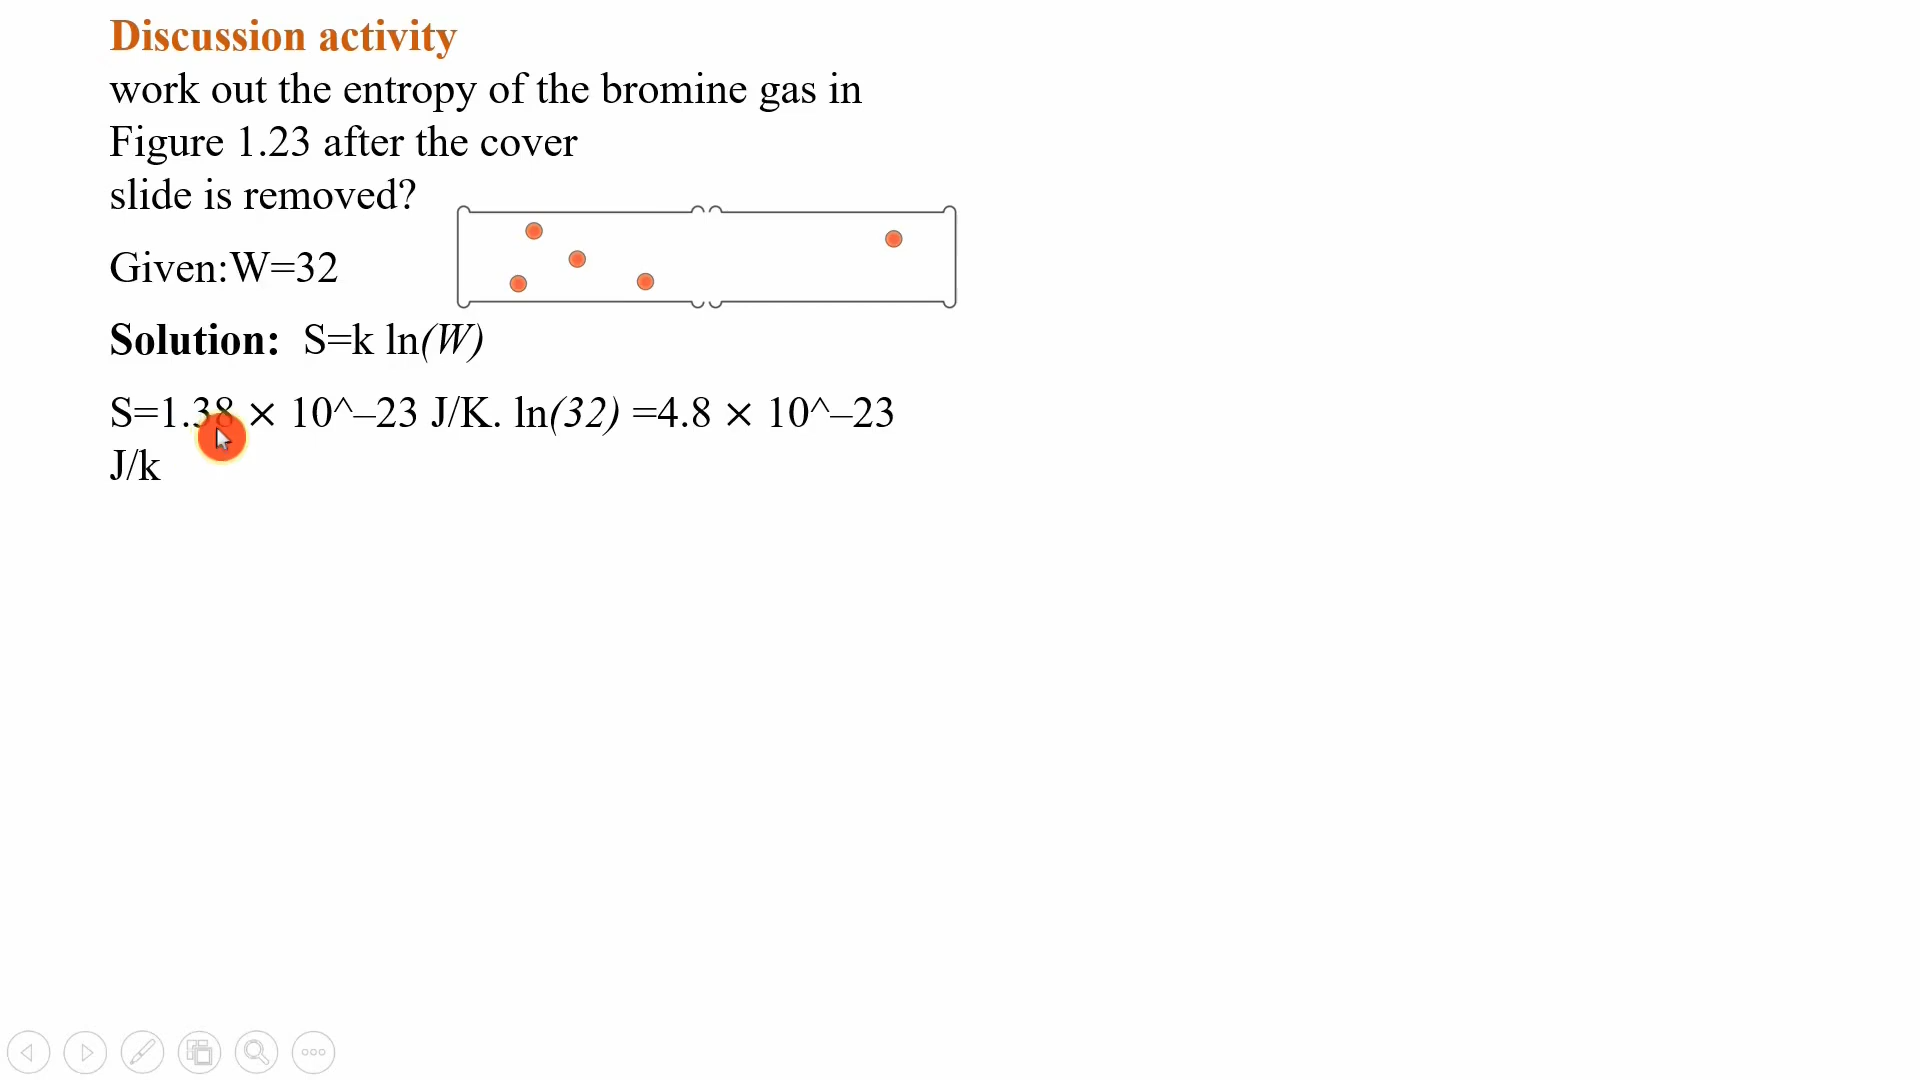 Discussion activity
work out the entropy of the bromine gas in
Figure 1.23 after the cover
slide is removed?
Given:W=32
Solution: S=k ln(W)
S=1.38 × 10^–23 J/K. ln(32) =4.8 × 10^–23
J/k